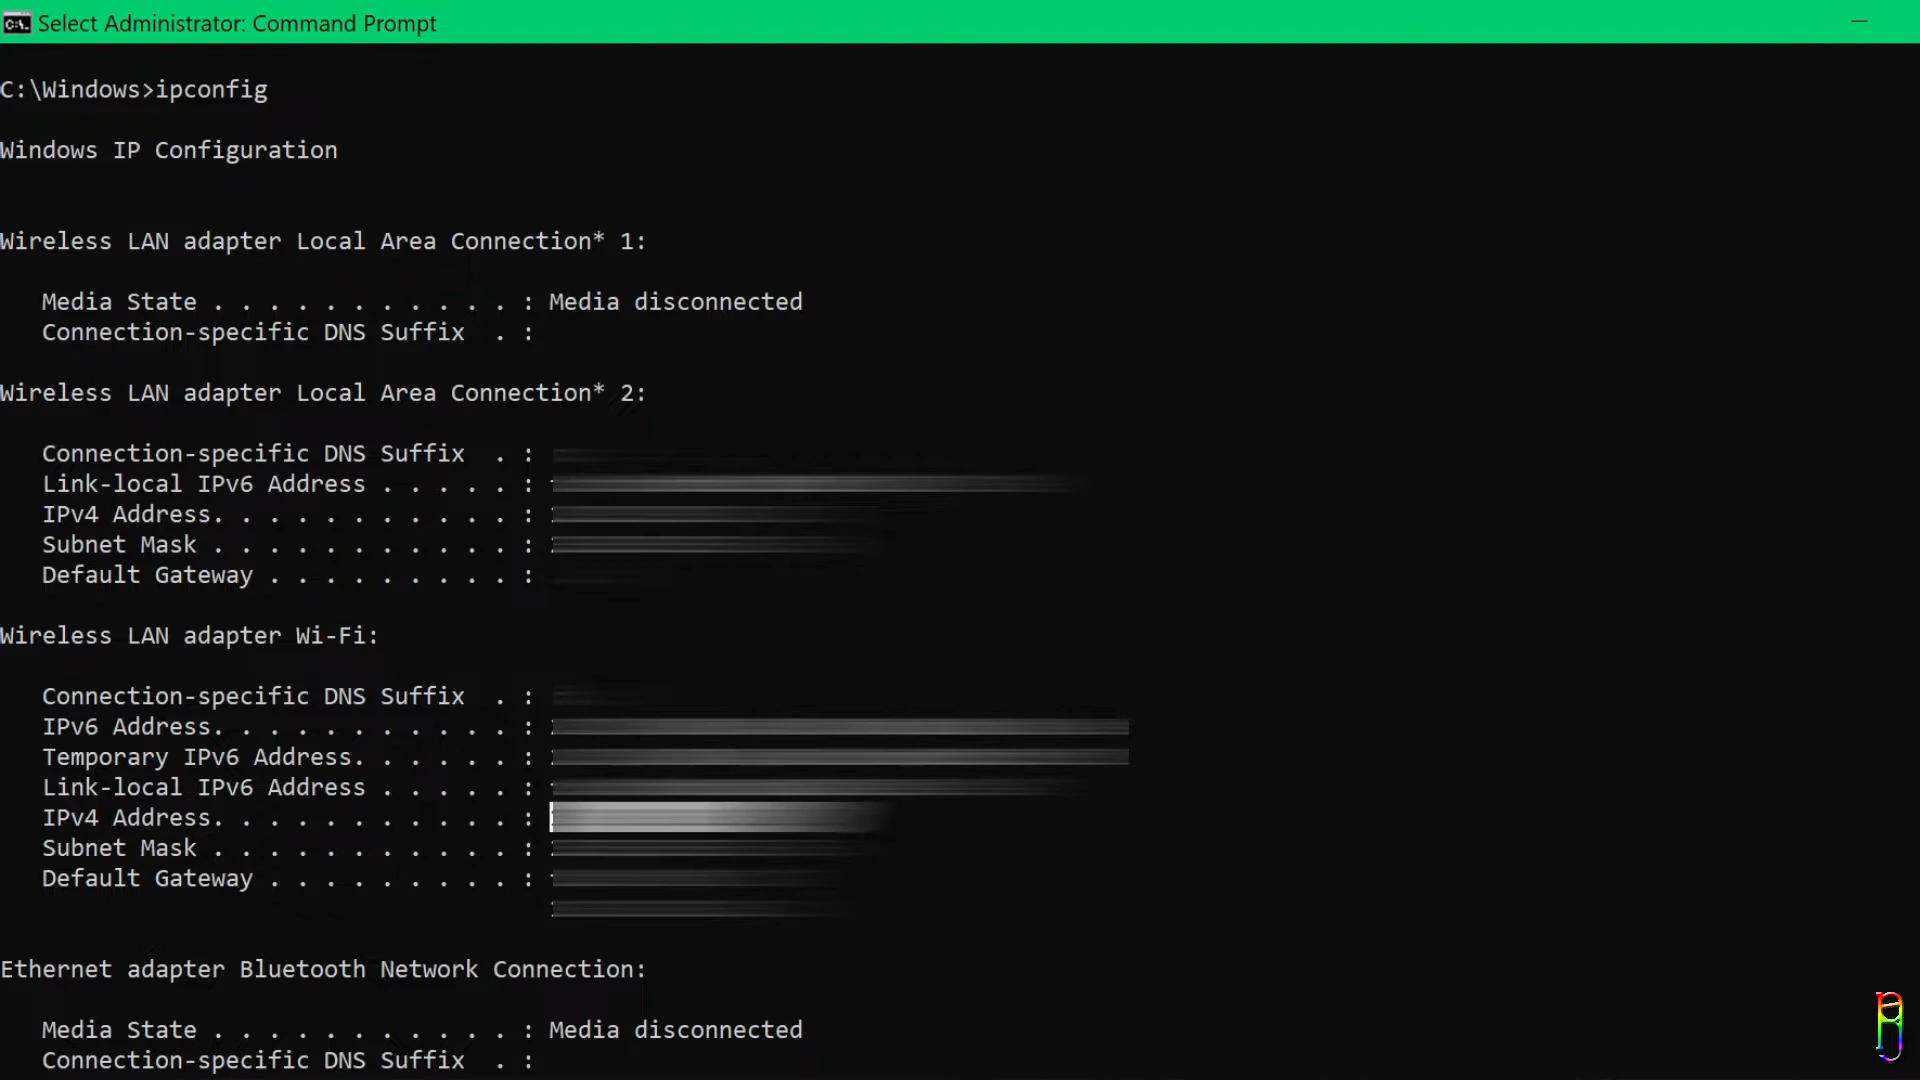 Select Administrator: Command Prompt
C:\Windows>ipconfig
Windows IP Configuration
Wireless LAN adapter Local Area Connection* 1:
Media State . . . . . . . . . . . : Media disconnected
Connection-specific DNS Suffix  . :
Wireless LAN adapter Local Area Connection* 2:
Connection-specific DNS Suffix  . :
Link-local IPv6 Address . . . . . :
IPv4 Address. . . . . . . . . . . :
Subnet Mask . . . . . . . . . . . :
Default Gateway . . . . . . . . . :
Wireless LAN adapter Wi-Fi:
Connection-specific DNS Suffix  . :
IPv6 Address. . . . . . . . . . . :
Temporary IPv6 Address. . . . . . :
Link-local IPv6 Address . . . . . :
IPv4 Address. . . . . . . . . . . :
Subnet Mask . . . . . . . . . . . :
Default Gateway . . . . . . . . . :
Ethernet adapter Bluetooth Network Connection:
Media State . . . . . . . . . . . : Media disconnected
Connection-specific DNS Suffix  . :